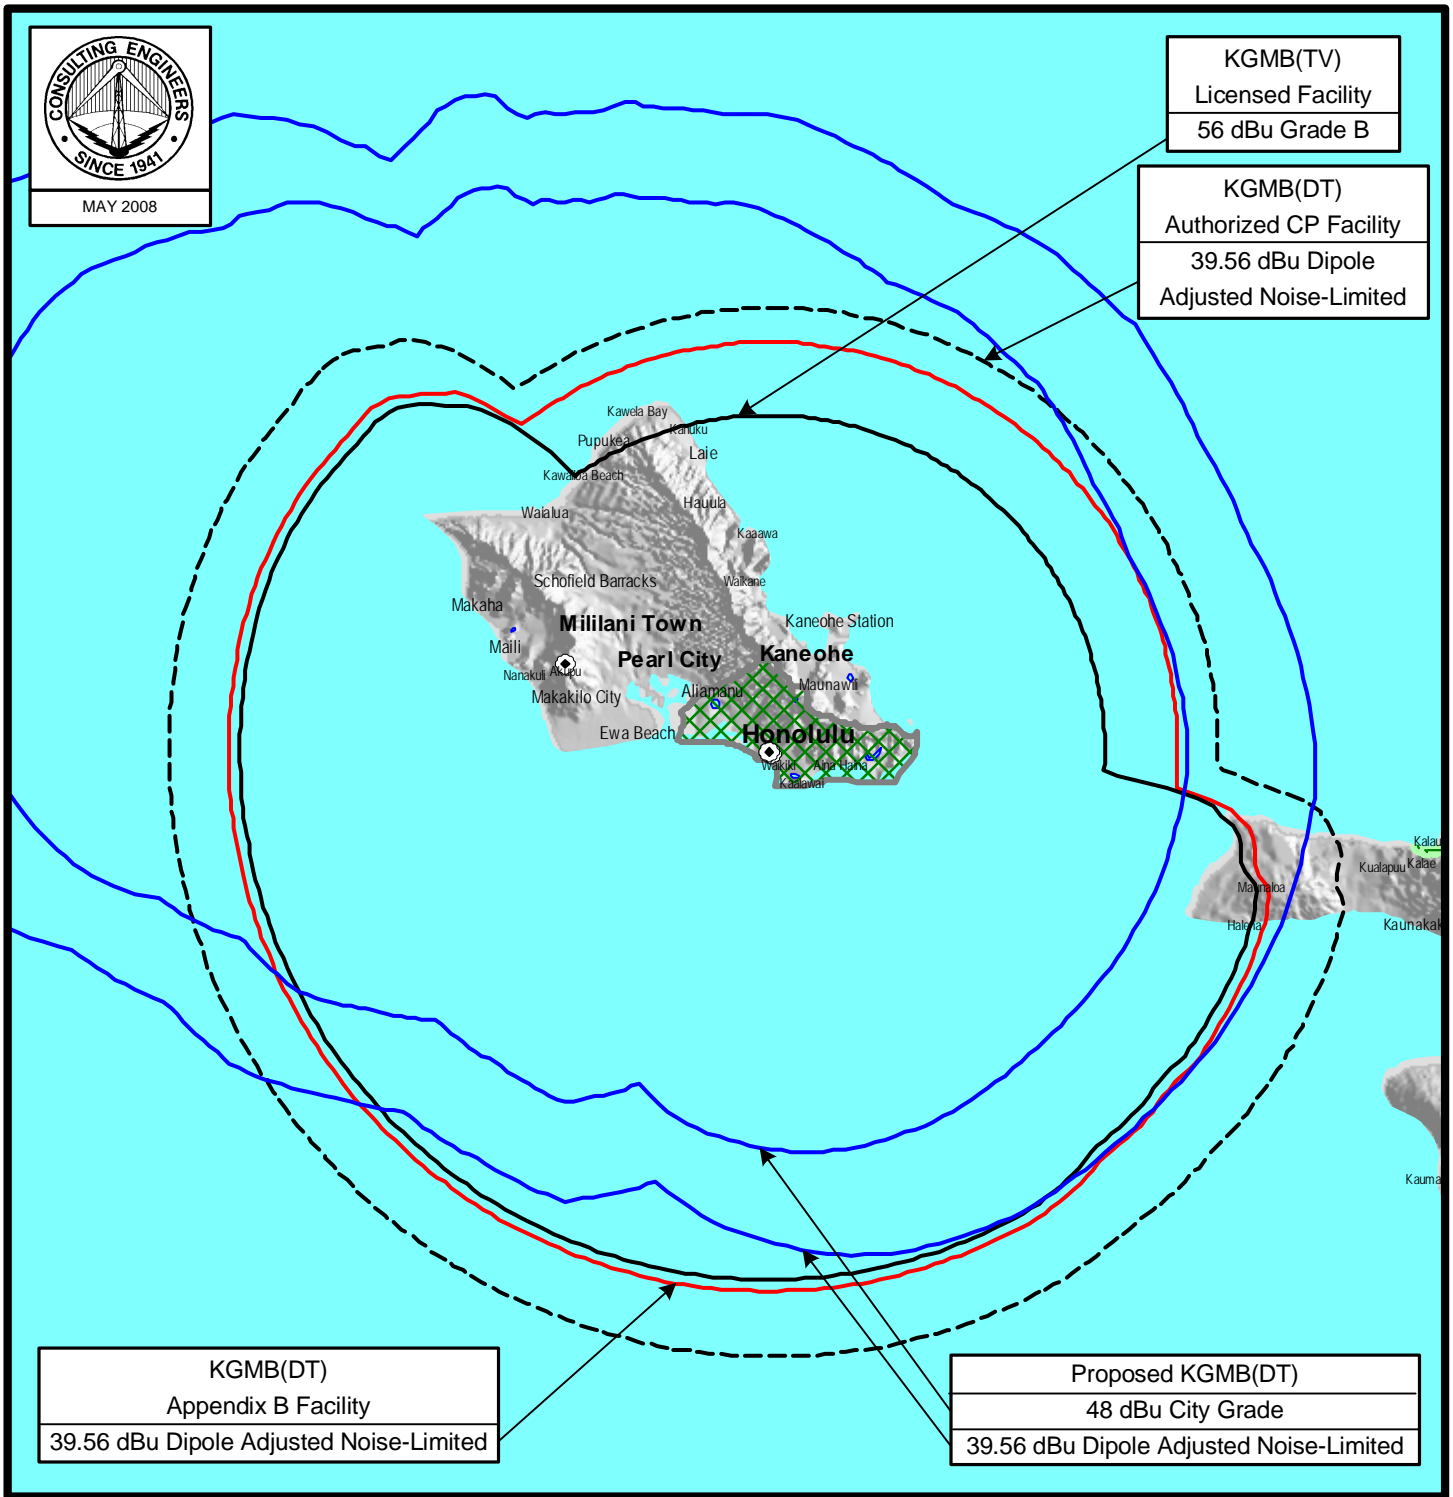 CONSULTING ENGINEERS
SINCE 1941
MAY 2008
KGMB(TV)
Licensed Facility
56 dBu Grade B
KGMB(DT)
Authorized CP Facility
39.56 dBu Dipole
Adjusted Noise-Limited
Kawela Bay
Kahuku
Pupukea
Laie
Kawailoa Beach
Hauula
Waialua
Kaaawa
Schofield Barracks
Waikane
Makaha
Mililani Town
Kaneohe Station
Maili
Pearl City
Kaneohe
Nanakuli
Akupu
Maunawili
Makakilo City
Aliamanu
Ewa Beach
Honolulu
Waikiki
Aina Haina
Kaalawai
Kalau
Kualapuu
Kalae
Maunaloa
Halena
Kaunakak
Kauma
KGMB(DT)
Appendix B Facility
39.56 dBu Dipole Adjusted Noise-Limited
Proposed KGMB(DT)
48 dBu City Grade
39.56 dBu Dipole Adjusted Noise-Limited